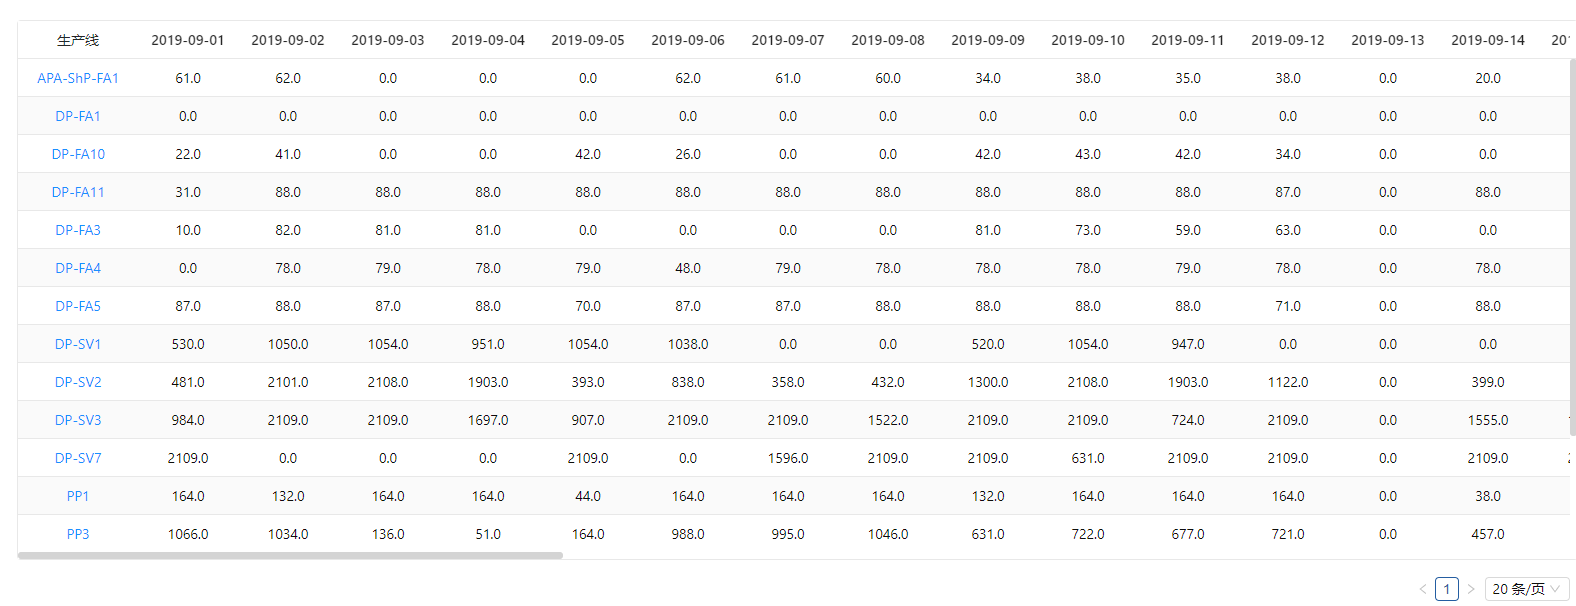 生产线 2019-09-01 2019-09-02 2019-09-03 2019-09-04 2019-09-05 2019-09-06 2019-09-07 2019-09-08 2019-09-09 2019-09-10 2019-09-11 2019-09-12 2019-09-13 2019-09-14
APA-ShP-FA1 61.0 62.0 0.0 0.0 0.0 62.0 61.0 60.0 34.0 38.0 35.0 38.0 0.0 20.0
DP-FA1 0.0 0.0 0.0 0.0 0.0 0.0 0.0 0.0 0.0 0.0 0.0 0.0 0.0 0.0
DP-FA10 22.0 41.0 0.0 0.0 42.0 26.0 0.0 0.0 42.0 43.0 42.0 34.0 0.0 0.0
DP-FA11 31.0 88.0 88.0 88.0 88.0 88.0 88.0 88.0 88.0 88.0 88.0 87.0 0.0 88.0
DP-FA3 10.0 82.0 81.0 81.0 0.0 0.0 0.0 0.0 81.0 73.0 59.0 63.0 0.0 0.0
DP-FA4 0.0 78.0 79.0 78.0 79.0 48.0 79.0 78.0 78.0 78.0 79.0 78.0 0.0 78.0
DP-FA5 87.0 88.0 87.0 88.0 70.0 87.0 87.0 88.0 88.0 88.0 88.0 71.0 0.0 88.0
DP-SV1 530.0 1050.0 1054.0 951.0 1054.0 1038.0 0.0 0.0 520.0 1054.0 947.0 0.0 0.0 0.0
DP-SV2 481.0 2101.0 2108.0 1903.0 393.0 838.0 358.0 432.0 1300.0 2108.0 1903.0 1122.0 0.0 399.0
DP-SV3 984.0 2109.0 2109.0 1697.0 907.0 2109.0 2109.0 1522.0 2109.0 2109.0 724.0 2109.0 0.0 1555.0
DP-SV7 2109.0 0.0 0.0 0.0 2109.0 0.0 1596.0 2109.0 2109.0 631.0 2109.0 2109.0 0.0 2109.0
PP1 164.0 132.0 164.0 164.0 44.0 164.0 164.0 164.0 132.0 164.0 164.0 164.0 0.0 38.0
PP3 1066.0 1034.0 136.0 51.0 164.0 988.0 995.0 1046.0 631.0 722.0 677.0 721.0 0.0 457.0
1 20 条/页